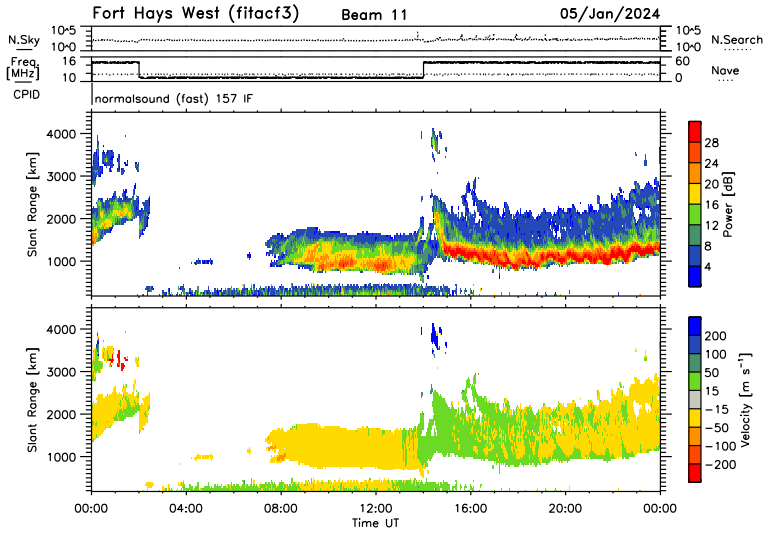 Fort Hays West (fitacf3) Beam 11 05/Jan/2024
N.Sky 10^5 10^0 10^5 10^0 N.Search
Freq. [MHz] 16 10 60 0 Nave
CPID normalsound (fast) 157 IF
Slant Range [km] 4000 3000 2000 1000
28 24 20 16 12 8 4 Power [dB]
Slant Range [km] 4000 3000 2000 1000
200 100 50 15 -15 -50 -100 -200 Velocity [m s⁻¹]
00:00 04:00 08:00 12:00 16:00 20:00 00:00
Time UT